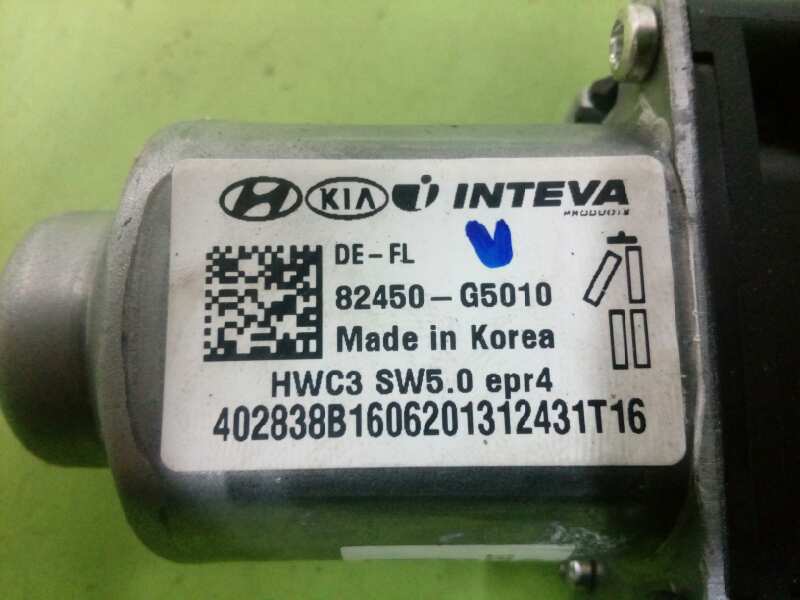 KIA INTEVA
PRODUCTS
DE-FL
82450-G5010
Made in Korea
HWC3 SW5.0 epr4
402838B1606201312431T16